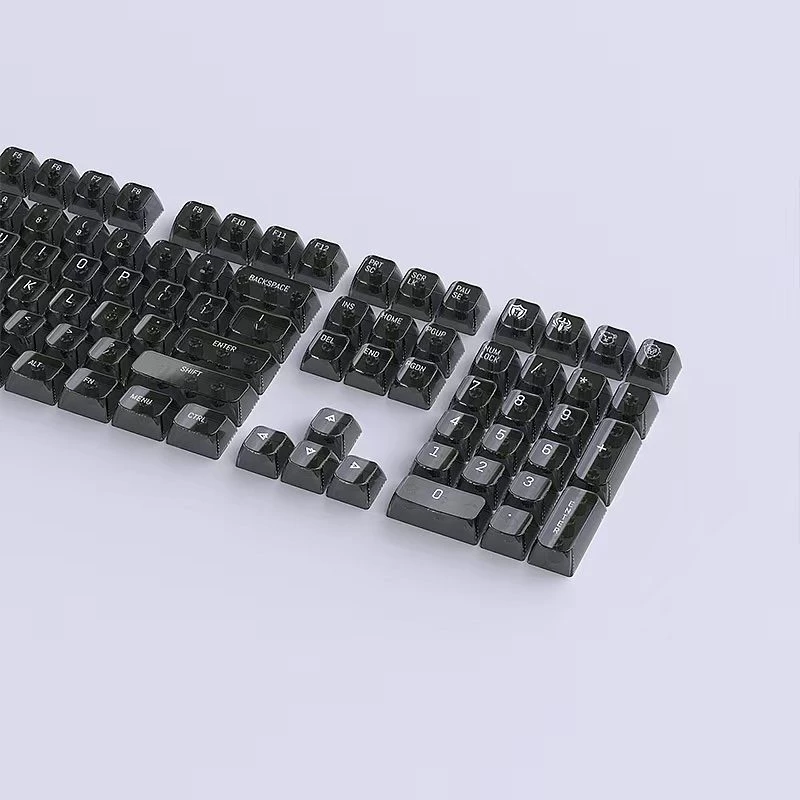 F5 F6 F7 F8 F9 F10 F11 F12
PRT SC
SCR LK
PAU SE
8 9 0
BACKSPACE
INS HOME PGUP
NUM LOCK / *
U I O P
DEL END PGDN
7 8 9
K L
ENTER
4 5 6
SHIFT
1 2 3
ALT FN MENU CTRL
0 .
ENTER